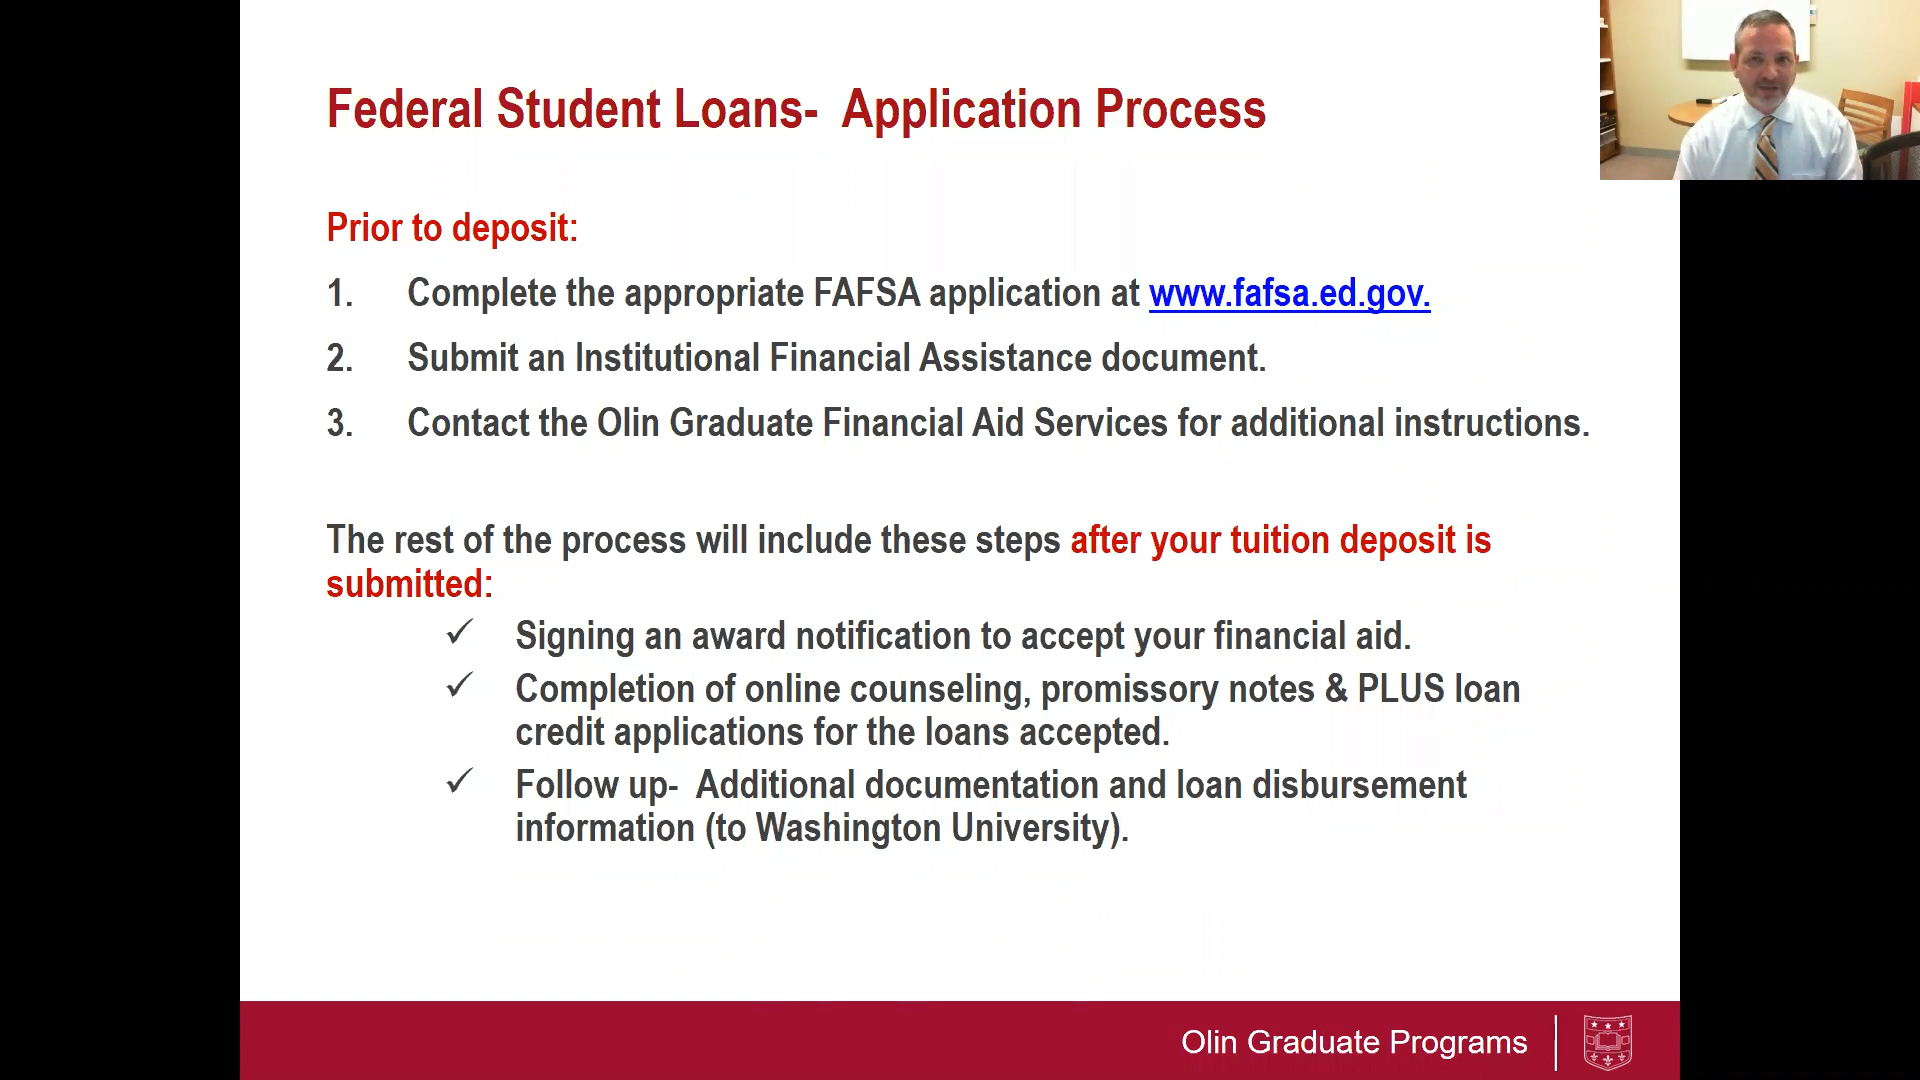 Federal Student Loans-  Application Process
Prior to deposit:
1. Complete the appropriate FAFSA application at www.fafsa.ed.gov.
2. Submit an Institutional Financial Assistance document.
3. Contact the Olin Graduate Financial Aid Services for additional instructions.
The rest of the process will include these steps after your tuition deposit is
submitted:
✓ Signing an award notification to accept your financial aid.
✓ Completion of online counseling, promissory notes & PLUS loan
credit applications for the loans accepted.
✓ Follow up-  Additional documentation and loan disbursement
information (to Washington University).
Olin Graduate Programs